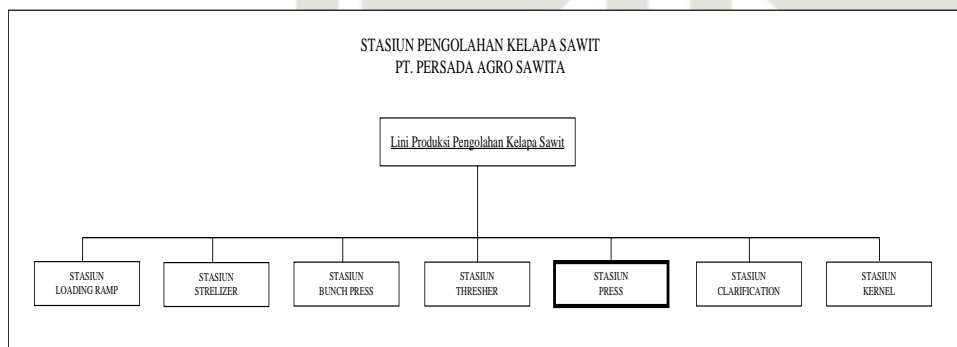 STASIUN PENGOLAHAN KELAPA SAWIT
PT. PERSADA AGRO SAWITA
Lini Produksi Pengolahan Kelapa Sawit
STASIUN
LOADING RAMP
STASIUN
STRELIZER
STASIUN
BUNCH PRESS
STASIUN
THRESHER
STASIUN
PRESS
STASIUN
CLARIFICATION
STASIUN
KERNEL